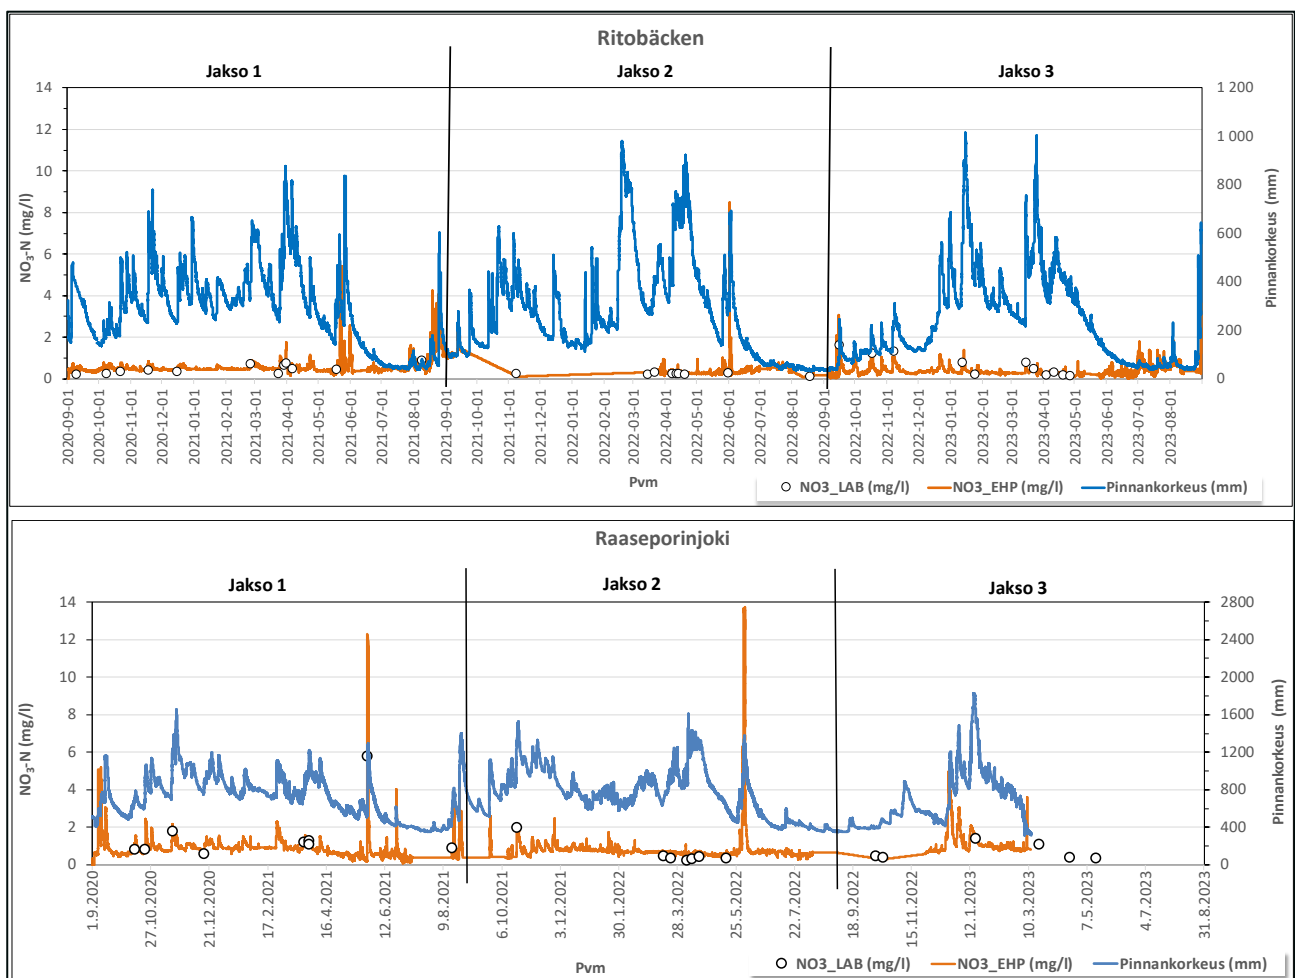 Ritobäcken
Jakso 1 Jakso 2 Jakso 3
NO3-N (mg/l)
14
12
10
8
6
4
2
0
1 200
1 000
800
600
400
200
0
Pinnankorkeus (mm)
2020-09-01 2020-10-01 2020-11-01 2020-12-01 2021-01-01 2021-02-01 2021-03-01 2021-04-01 2021-05-01 2021-06-01 2021-07-01 2021-08-01 2021-09-01 2021-10-01 2021-11-01 2021-12-01 2022-01-01 2022-02-01 2022-03-01 2022-04-01 2022-05-01 2022-06-01 2022-07-01 2022-08-01 2022-09-01 2022-10-01 2022-11-01 2022-12-01 2023-01-01 2023-02-01 2023-03-01 2023-04-01 2023-05-01 2023-06-01 2023-07-01 2023-08-01
Pvm
NO3_LAB (mg/l) NO3_EHP (mg/l) Pinnankorkeus (mm)
Raaseporinjoki
Jakso 1 Jakso 2 Jakso 3
NO3-N (mg/l)
14
12
10
8
6
4
2
0
2800
2400
2000
1600
1200
800
400
0
Pinnankorkeus (mm)
1.9.2020 27.10.2020 21.12.2020 17.2.2021 16.4.2021 12.6.2021 9.8.2021 6.10.2021 3.12.2021 30.1.2022 28.3.2022 25.5.2022 22.7.2022 18.9.2022 15.11.2022 12.1.2023 10.3.2023 7.5.2023 4.7.2023 31.8.2023
Pvm
NO3_LAB (mg/l) NO3_EHP (mg/l) Pinnankorkeus (mm)